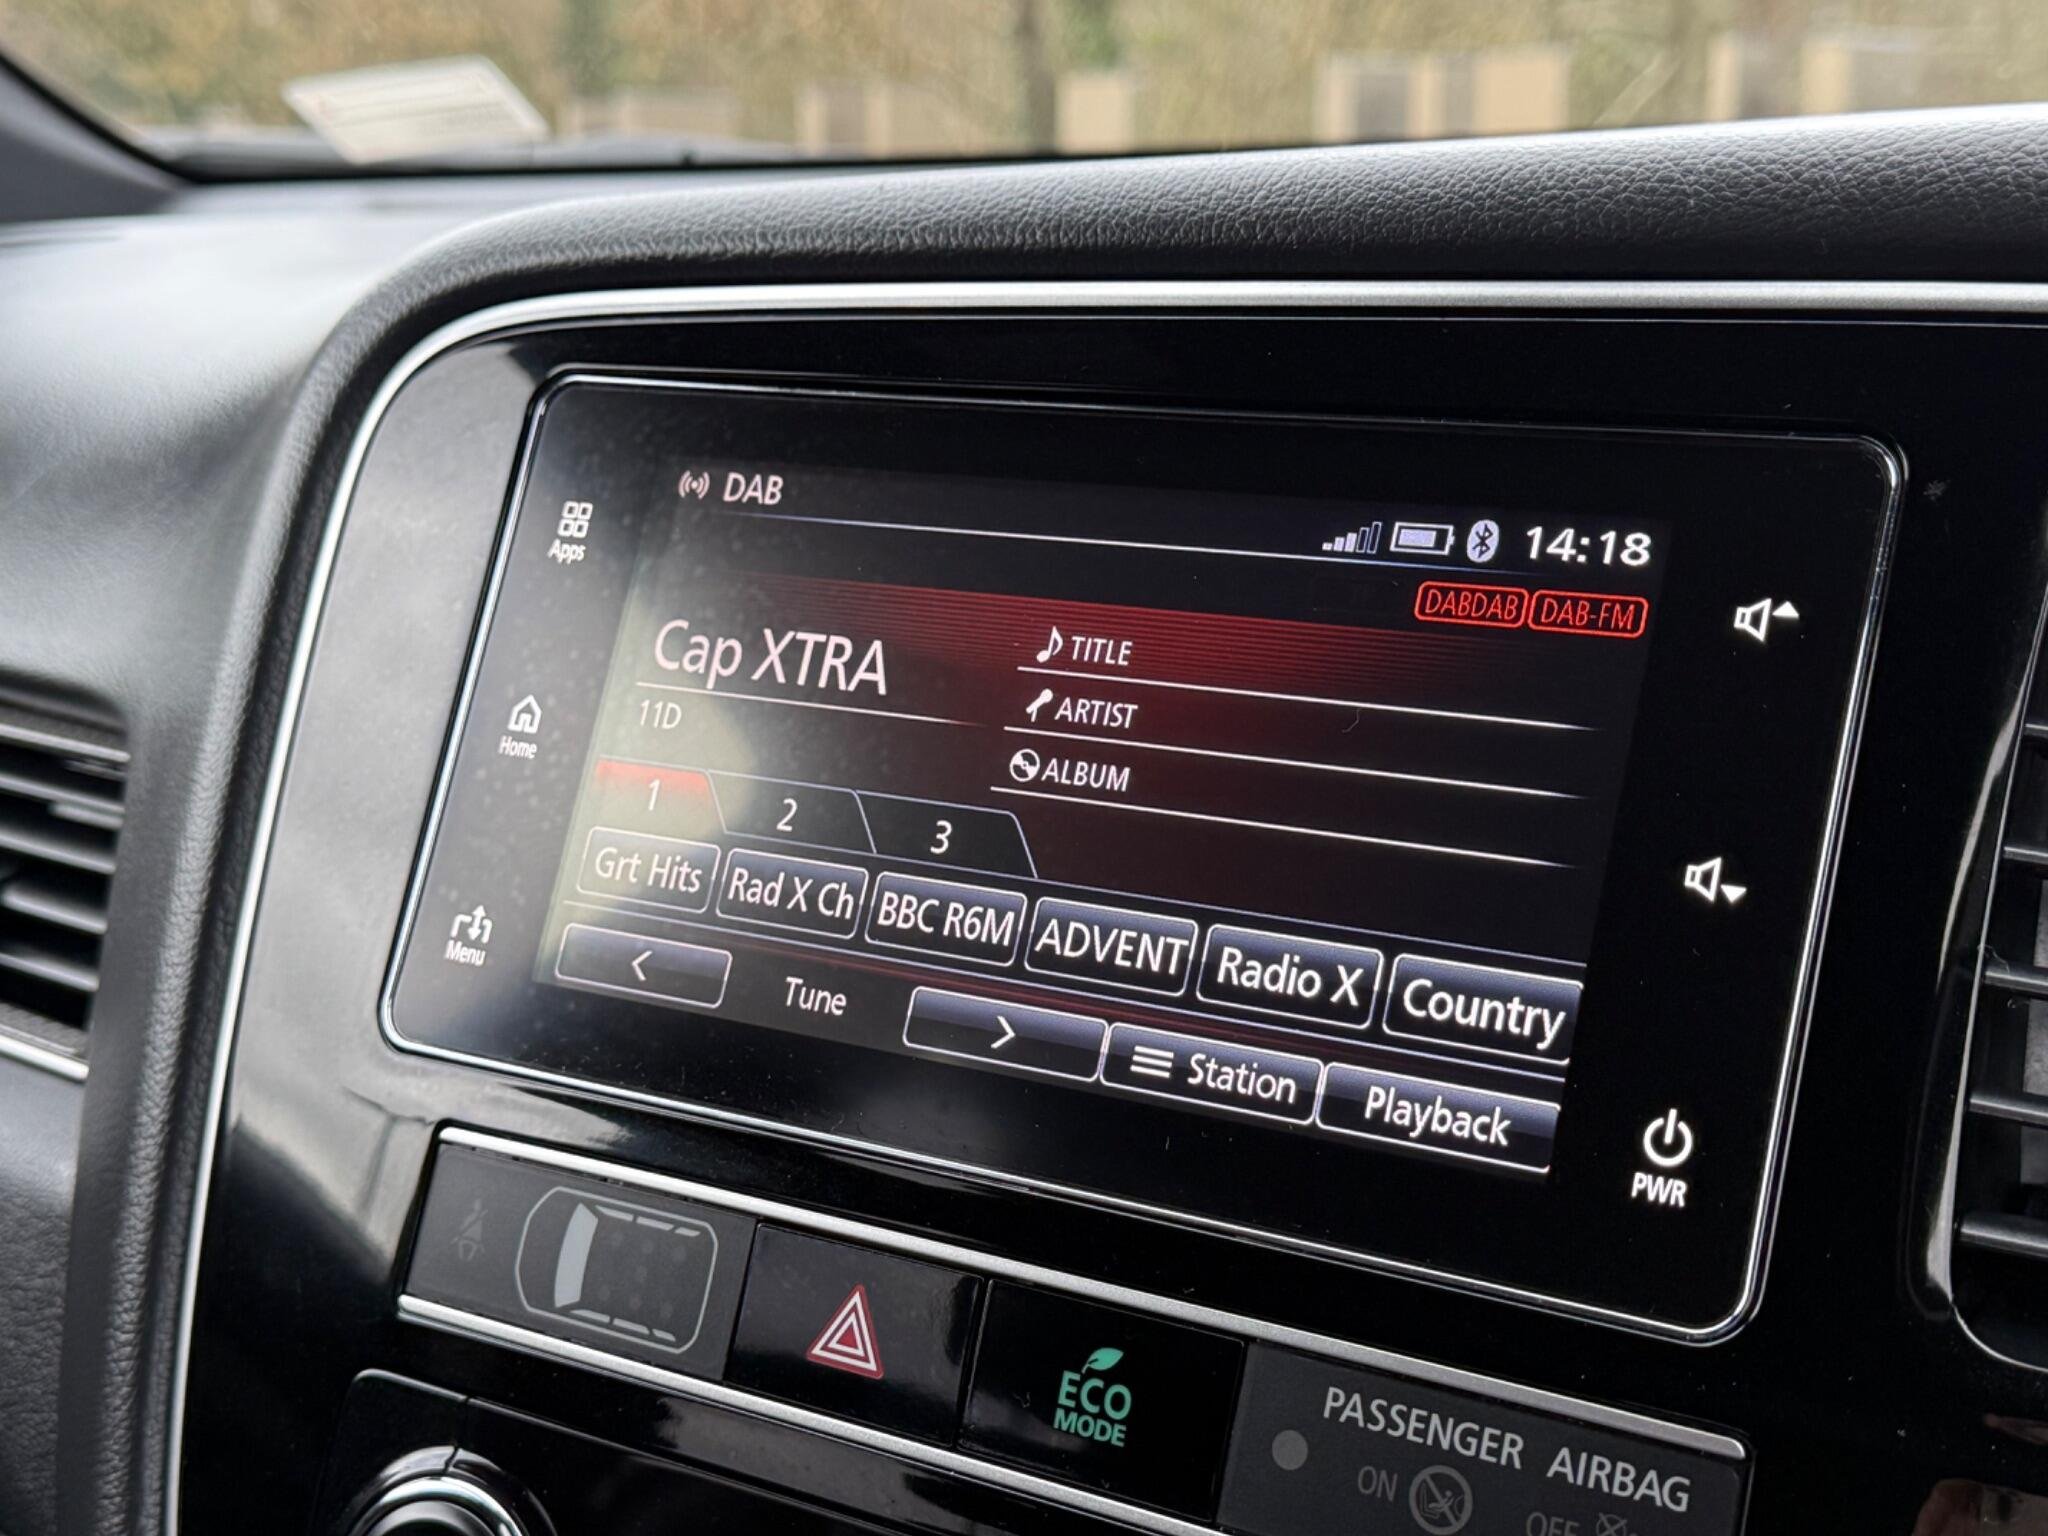 DAB
14:18
DABDAB DAB-FM
Apps
Cap XTRA
TITLE
11D
ARTIST
ALBUM
Home
1 2 3
Grt Hits Rad X Ch BBC R6M ADVENT Radio X Country
Menu
< Tune > Station Playback
PWR
ECO
MODE
PASSENGER AIRBAG
ON OFF